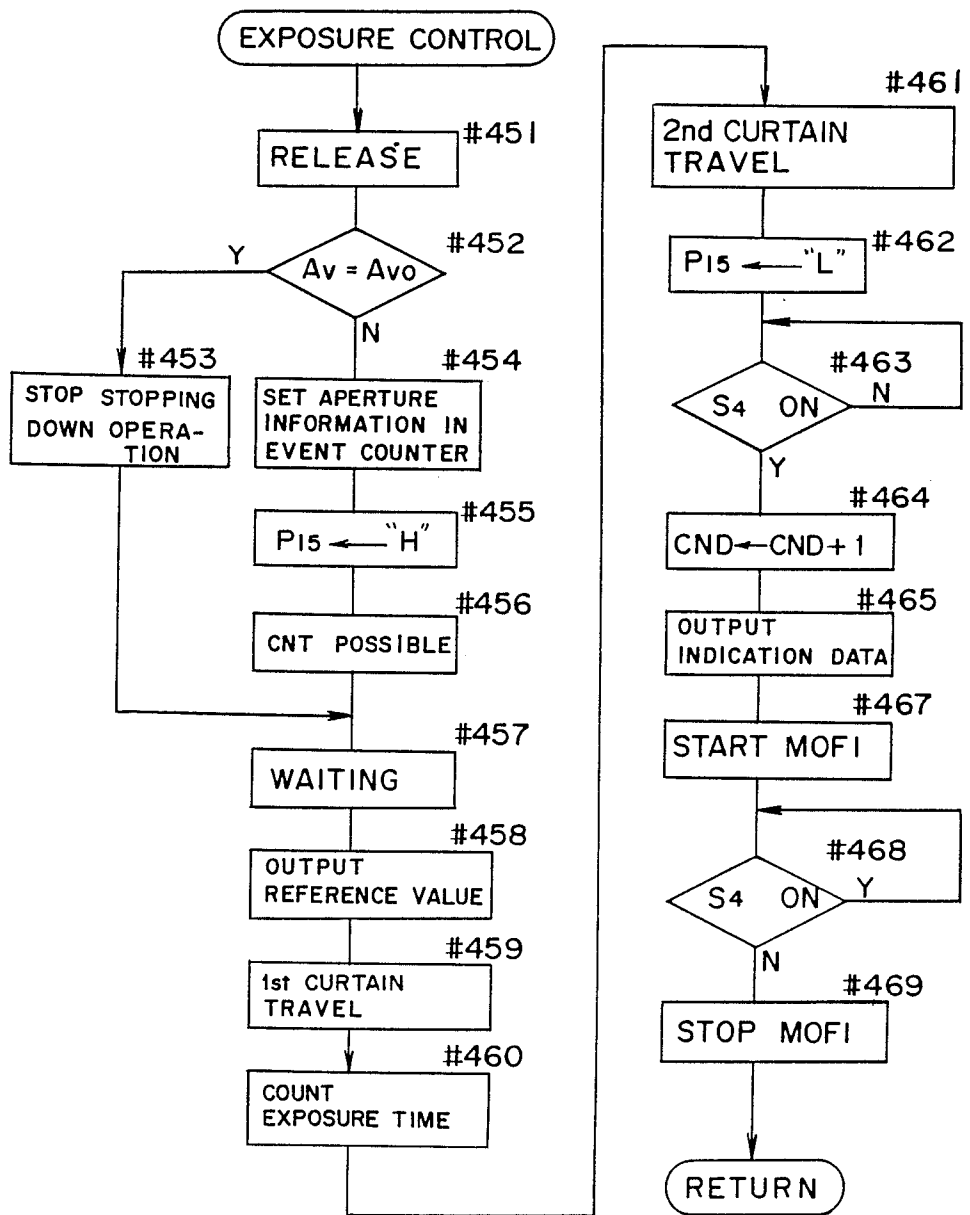 EXPOSURE CONTROL
#451
RELEASE
#452
Av = Avo
Y
N
#453
STOP STOPPING
DOWN OPERA-
TION
#454
SET APERTURE
INFORMATION IN
EVENT COUNTER
#455
P15 ← "H"
#456
CNT POSSIBLE
#457
WAITING
#458
OUTPUT
REFERENCE VALUE
#459
1st CURTAIN
TRAVEL
#460
COUNT
EXPOSURE TIME
#461
2nd CURTAIN
TRAVEL
#462
P15 ← "L"
#463
S4 ON
N
Y
#464
CND←CND+1
#465
OUTPUT
INDICATION DATA
#467
START MOFI
#468
S4 ON
Y
N
#469
STOP MOFI
RETURN